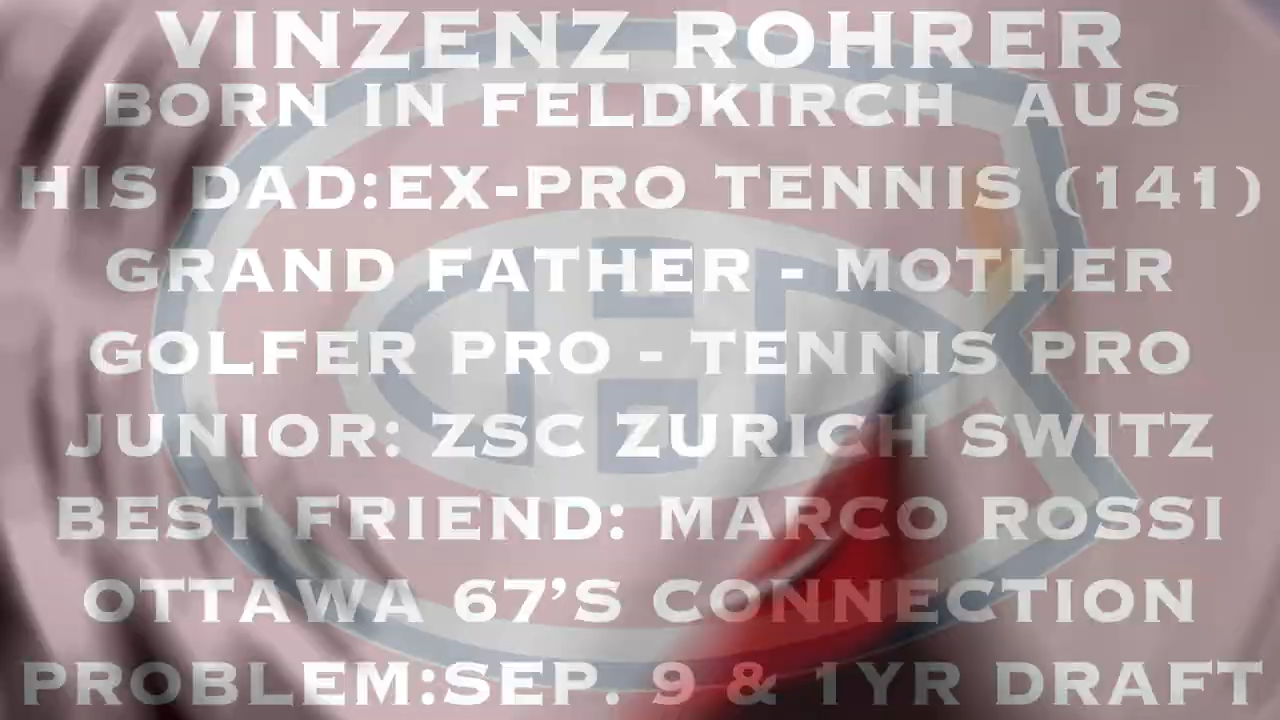 VINZENZ ROHRER
BORN IN FELDKIRCH AUS
HIS DAD:EX-PRO TENNIS (141)
GRAND FATHER - MOTHER
GOLFER PRO - TENNIS PRO
JUNIOR: ZSC ZURICH SWITZ
BEST FRIEND: MARCO ROSSI
OTTAWA 67'S CONNECTION
PROBLEM:SEP. 9 & 1YR DRAFT